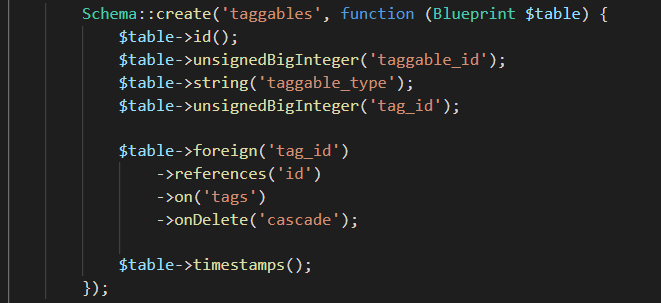 Schema::create('taggables', function (Blueprint $table) {
    $table->id();
    $table->unsignedBigInteger('taggable_id');
    $table->string('taggable_type');
    $table->unsignedBigInteger('tag_id');

    $table->foreign('tag_id')
        ->references('id')
        ->on('tags')
        ->onDelete('cascade');

    $table->timestamps();
});